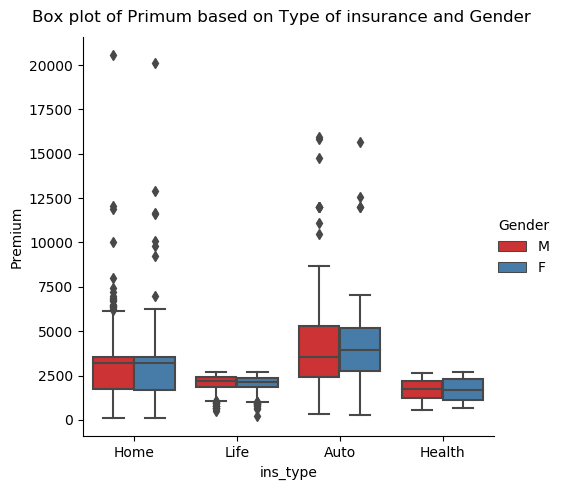 Box plot of Primum based on Type of insurance and Gender
20000
17500
15000
12500
10000
7500
5000
2500
0
Premium
Home Life Auto Health
ins_type
Gender
M
F